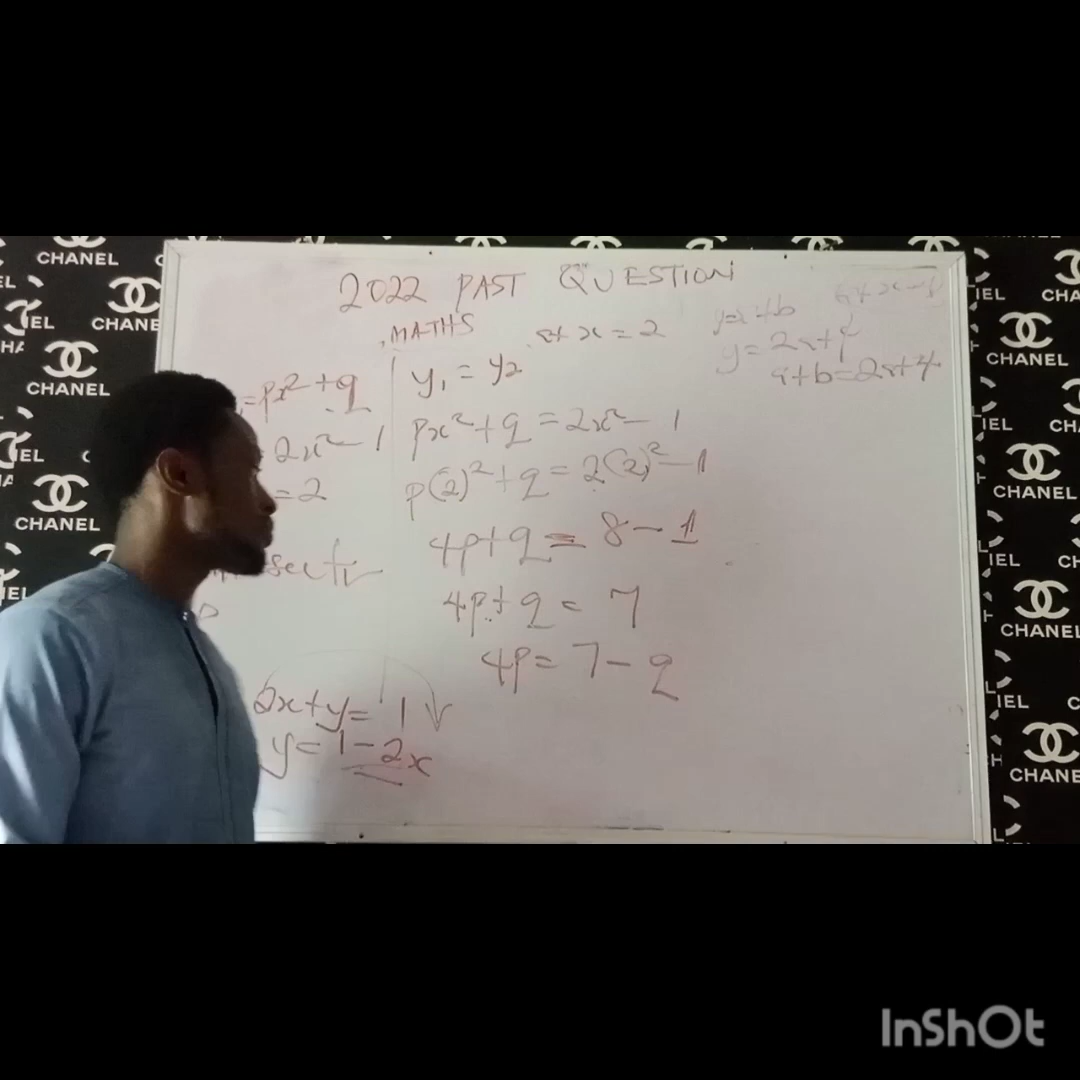 2022 PAST QUESTION
MATHS
at x = 2
y=x+b
at x=1
y = 2x+4
a+b=2x+4
=px²+q
2x²-1
=2
y₁ = y₂
px²+q = 2x²-1
p(2)²+q = 2(2)²-1
4p+q = 8-1
4p+q = 7
4p = 7-q
2x+y = 1
y = 1-2x
CHANEL
InShOt